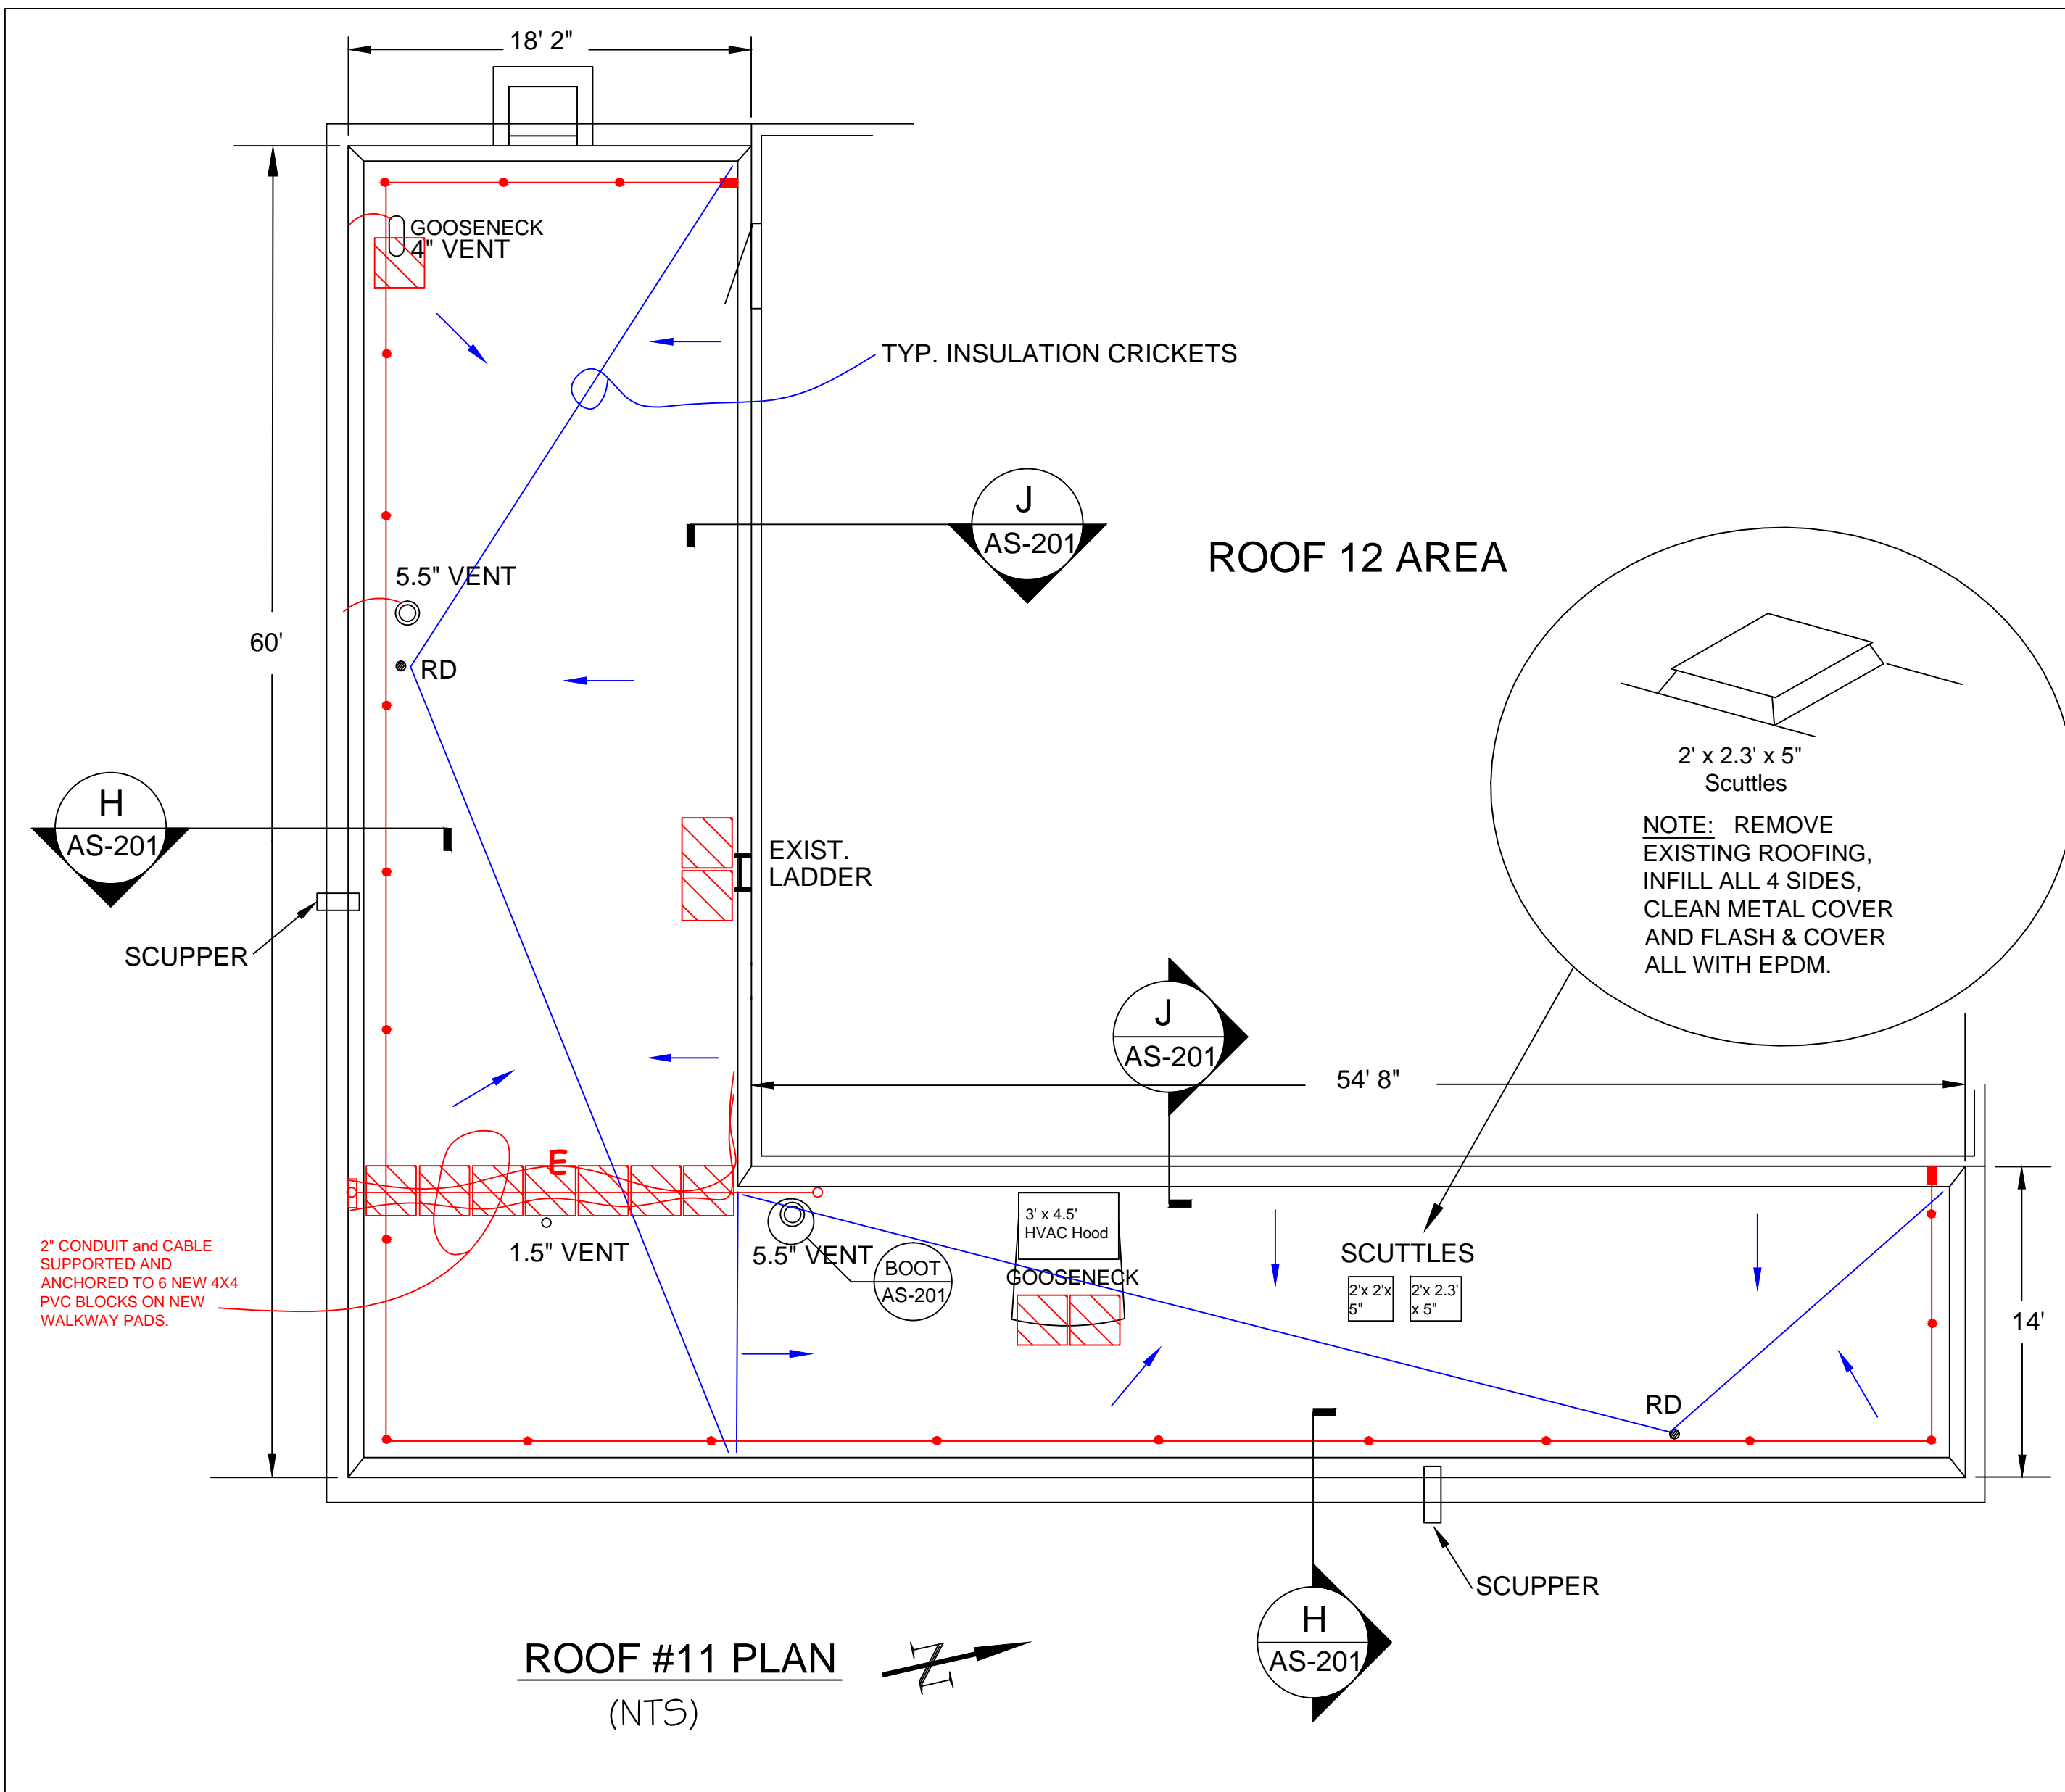 18' 2"
GOOSENECK
4" VENT
TYP. INSULATION CRICKETS
J
AS-201
ROOF 12 AREA
5.5" VENT
60'
RD
2' x 2.3' x 5"
Scuttles
NOTE: REMOVE
EXISTING ROOFING,
INFILL ALL 4 SIDES,
CLEAN METAL COVER
AND FLASH & COVER
ALL WITH EPDM.
H
AS-201
EXIST.
LADDER
SCUPPER
J
AS-201
54' 8"
E
3' x 4.5'
HVAC Hood
2" CONDUIT and CABLE
SUPPORTED AND
ANCHORED TO 6 NEW 4X4
PVC BLOCKS ON NEW
WALKWAY PADS.
1.5" VENT
5.5" VENT
BOOT
AS-201
GOOSENECK
SCUTTLES
2'x 2'x
5"
2'x 2.3'
x 5"
14'
RD
SCUPPER
H
AS-201
ROOF #11 PLAN
(NTS)
N